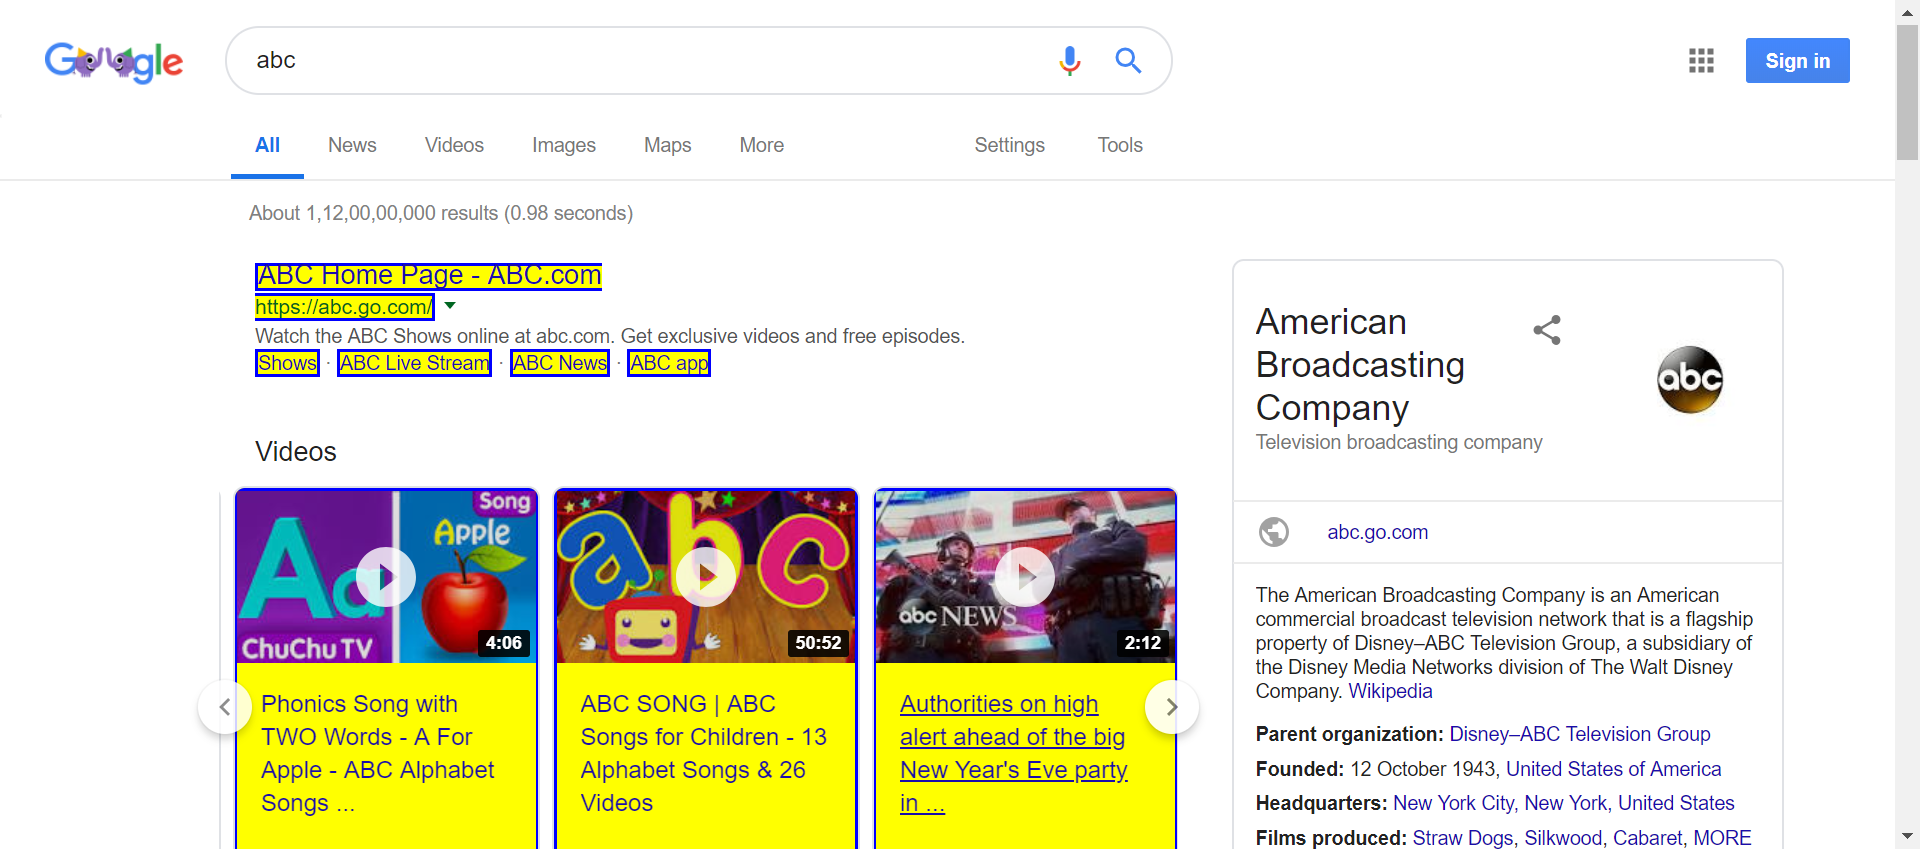 Google
abc
Sign in
All
News
Videos
Images
Maps
More
Settings
Tools
About 1,12,00,00,000 results (0.98 seconds)
ABC Home Page - ABC.com
https://abc.go.com/
Watch the ABC Shows online at abc.com. Get exclusive videos and free episodes.
Shows · ABC Live Stream · ABC News · ABC app
Videos
Song
Apple
Aa
ChuChu TV
4:06
Phonics Song with
TWO Words - A For
Apple - ABC Alphabet
Songs ...
abc
50:52
ABC SONG | ABC
Songs for Children - 13
Alphabet Songs & 26
Videos
abc NEWS
2:12
Authorities on high
alert ahead of the big
New Year's Eve party
in ...
American
Broadcasting
Company
abc
Television broadcasting company
abc.go.com
The American Broadcasting Company is an American
commercial broadcast television network that is a flagship
property of Disney–ABC Television Group, a subsidiary of
the Disney Media Networks division of The Walt Disney
Company. Wikipedia
Parent organization: Disney–ABC Television Group
Founded: 12 October 1943, United States of America
Headquarters: New York City, New York, United States
Films produced: Straw Dogs, Silkwood, Cabaret, MORE